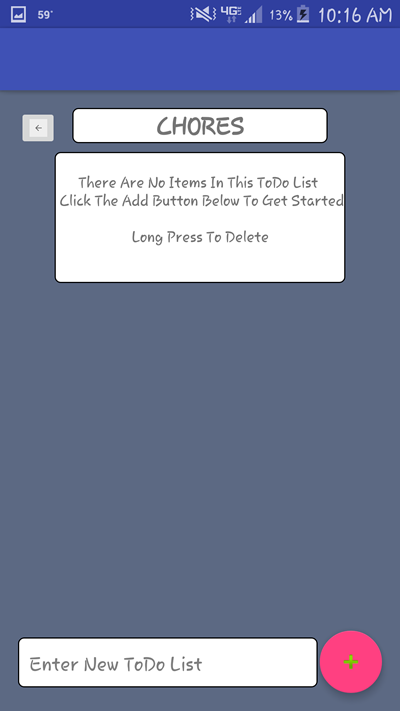 59°
4G 13% 10:16 AM
CHORES
There Are No Items In This ToDo List
Click The Add Button Below To Get Started
Long Press To Delete
Enter New ToDo List
+